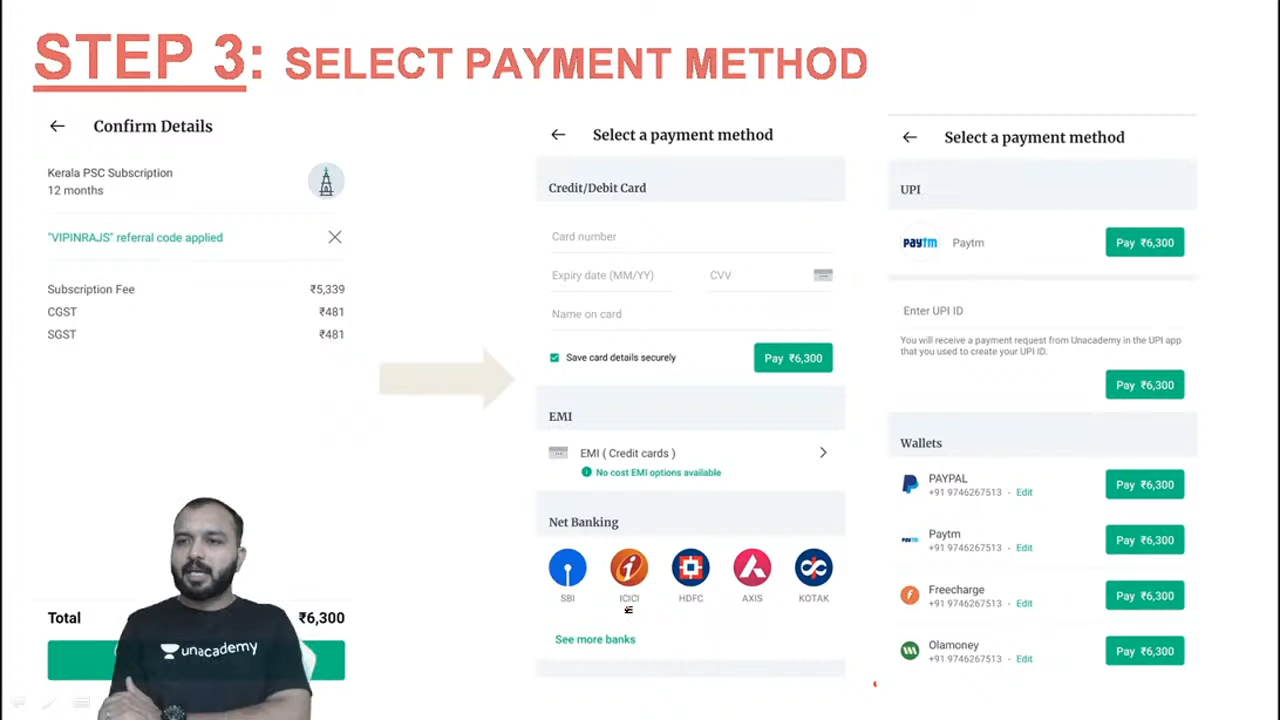 STEP 3: SELECT PAYMENT METHOD
← Confirm Details
Kerala PSC Subscription
12 months
"VIPINRAJS" referral code applied
Subscription Fee ₹5,339
CGST ₹481
SGST ₹481
Total ₹6,300
unacademy
← Select a payment method
Credit/Debit Card
Card number
Expiry date (MM/YY) CVV
Name on card
Save card details securely Pay ₹6,300
EMI
EMI ( Credit cards )
No cost EMI options available
Net Banking
SBI ICICI HDFC AXIS KOTAK
See more banks
← Select a payment method
UPI
paytm Paytm Pay ₹6,300
Enter UPI ID
You will receive a payment request from Unacademy in the UPI app
that you used to create your UPI ID.
Pay ₹6,300
Wallets
PAYPAL
+91 9746267513 - Edit Pay ₹6,300
Paytm
+91 9746267513 - Edit Pay ₹6,300
Freecharge
+91 9746267513 - Edit Pay ₹6,300
Olamoney
+91 9746267513 - Edit Pay ₹6,300